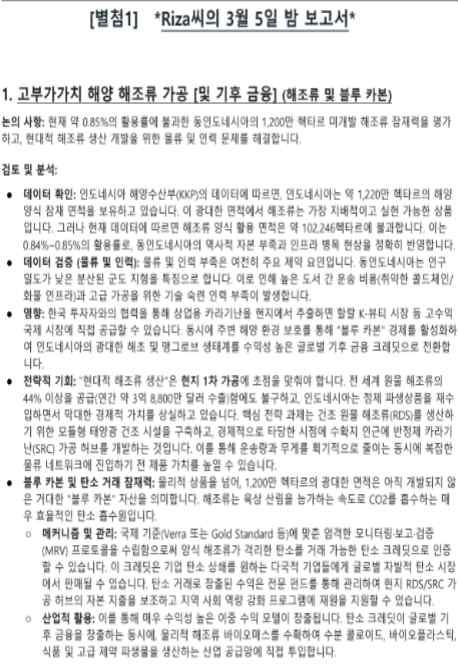 [별첨1] *Riza씨의 3월 5일 밤 보고서*
1. 고부가가치 해양 해조류 가공 [및 기후 금융] (해조류 및 블루 카본)
논의 사항: 현재 약 0.85%의 활용률에 불과한 동인도네시아의 1,200만 헥타르 미개발 해조류 잠재력을 평가
하고, 현대적 해조류 생산 개발을 위한 물류 및 인력 문제를 해결합니다.
검토 및 분석:
● 데이터 확인: 인도네시아 해양수산부(KKP)의 데이터에 따르면, 인도네시아는 약 1,220만 헥타르의 해양
양식 잠재 면적을 보유하고 있습니다. 이 광대한 면적에서 해조류는 가장 지배적이고 실현 가능한 상품
입니다. 그러나 현재 데이터에 따르면 해조류 양식 활용 면적은 약 102,246헥타르에 불과합니다. 이는
0.84%~0.85%의 활용률로, 동인도네시아의 역사적 자본 부족과 인프라 병목 현상을 정확히 반영합니다.
● 데이터 검증 (물류 및 인력): 물류 및 인력 부족은 여전히 주요 제약 요인입니다. 동인도네시아는 인구
밀도가 낮은 분산된 군도 지형을 특징으로 합니다. 이로 인해 높은 도서 간 운송 비용(취약한 콜드체인/
화물 인프라)과 고급 가공을 위한 기술 숙련 인력 부족이 발생합니다.
● 영향: 한국 투자자와의 협력을 통해 상업용 카라기난을 현지에서 추출하면 할랄 K-뷰티 시장 등 고수익
국제 시장에 직접 공급할 수 있습니다. 동시에 주변 해양 환경 보호를 통해 "블루 카본" 경제를 활성화하
여 인도네시아의 광대한 해조 및 맹그로브 생태계를 수익성 높은 글로벌 기후 금융 크레딧으로 전환합
니다.
● 전략적 기회: "현대적 해조류 생산"은 현지 1차 가공에 초점을 맞춰야 합니다. 전 세계 원물 해조류의
44% 이상을 공급(연간 약 3억 8,800만 달러 수출)함에도 불구하고, 인도네시아는 정제 파생상품을 재수
입하면서 막대한 경제적 가치를 상실하고 있습니다. 핵심 전략 과제는 건조 원물 해조류(RDS)를 생산하
기 위한 모듈형 태양광 건조 시설을 구축하고, 경제적으로 타당한 시점에 수확지 인근에 반정제 카라기
난(SRC) 가공 허브를 개발하는 것입니다. 이를 통해 운송량과 무게를 획기적으로 줄이는 동시에 복잡한
물류 네트워크에 진입하기 전 제품 가치를 높일 수 있습니다.
● 블루 카본 및 탄소 거래 잠재력: 물리적 상품을 넘어, 1,200만 헥타르의 광대한 면적은 아직 개발되지 않
은 거대한 "블루 카본" 자산을 의미합니다. 해조류는 육상 산림을 능가하는 속도로 CO2를 흡수하는 매
우 효율적인 탄소 흡수원입니다.
○ 메커니즘 및 관리: 국제 기준(Verra 또는 Gold Standard 등)에 맞춘 엄격한 모니터링·보고·검증
(MRV) 프로토콜을 수립함으로써 양식 해조류가 격리한 탄소를 거래 가능한 탄소 크레딧으로 인증
할 수 있습니다. 이 크레딧은 기업 탄소 상쇄를 원하는 다국적 기업들에게 글로벌 자발적 탄소 시장
에서 판매될 수 있습니다. 탄소 거래로 창출된 수익은 전문 펀드를 통해 관리하여 현지 RDS/SRC 가
공 허브의 자본 지출을 보조하고 지역 사회 역량 강화 프로그램에 재원을 지원할 수 있습니다.
○ 산업적 활용: 이를 통해 매우 수익성 높은 이중 수익 모델이 창출됩니다. 탄소 크레딧이 글로벌 기
후 금융을 창출하는 동시에, 물리적 해조류 바이오매스를 수확하여 수분 콜로이드, 바이오플라스틱,
식품 및 고급 제약 파생물을 생산하는 산업 공급망에 직접 투입합니다.